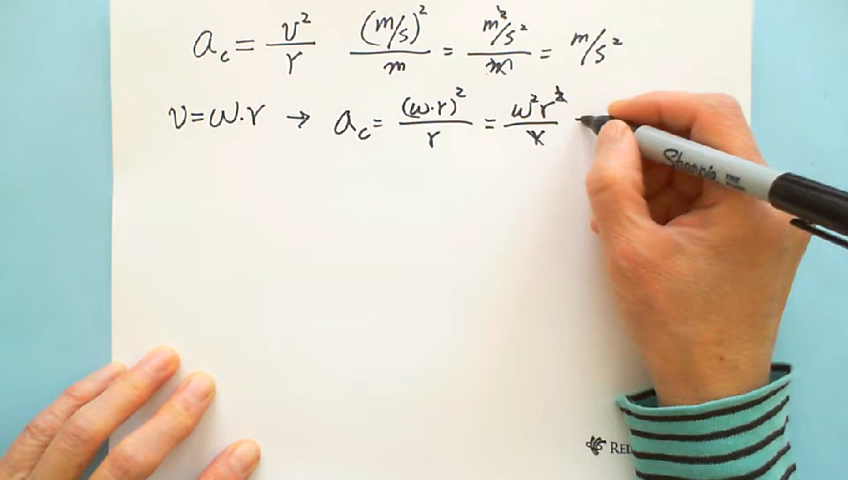 a_c = v²/r (m/s)²/m = m²/s²/m = m/s²
v = ω·r → a_c = (ω·r)²/r = ω²r²/r
Sharpie